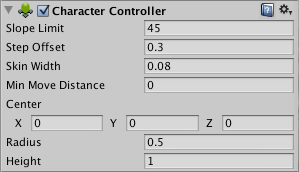 Character Controller
Slope Limit 45
Step Offset 0.3
Skin Width 0.08
Min Move Distance 0
Center
X 0 Y 0 Z 0
Radius 0.5
Height 1